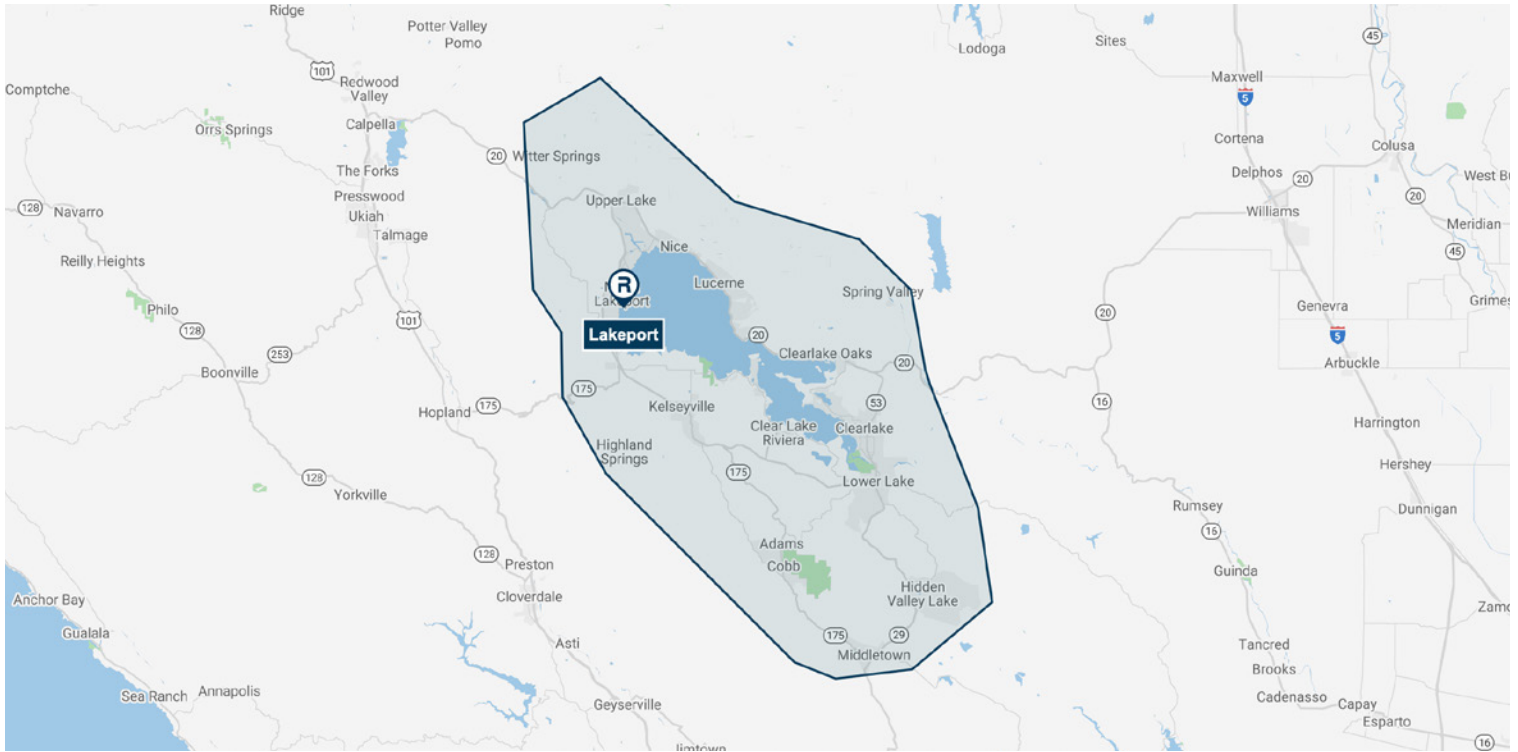 Ridge
Potter Valley
Pomo
Lodoga
Sites
45
101
Redwood
Valley
Maxwell
5
Comptche
Orrs Springs
Calpella
Cortena
Colusa
20
Witter Springs
The Forks
Delphos
20
West Bu
Presswood
128
Navarro
Upper Lake
20
Ukiah
Williams
Talmage
Meridian
Reilly Heights
Nice
45
R
Lucerne
Spring Valley
Lakeport
Philo
Genevra
Grimes
101
20
128
Lakeport
20
5
253
Clearlake Oaks
20
Arbuckle
Boonville
175
16
Hopland
175
Kelseyville
53
Clear Lake
Riviera
Clearlake
Harrington
Highland
Springs
175
Hershey
128
Lower Lake
Yorkville
Rumsey
Dunnigan
16
128
Adams
Preston
Cobb
Guinda
Hidden
Valley Lake
Anchor Bay
Cloverdale
Zamo
Gualala
175
29
Asti
Middletown
Tancred
Brooks
Sea Ranch
Annapolis
Cadenasso
Capay
Geyserville
Esparto
Jimtown
16